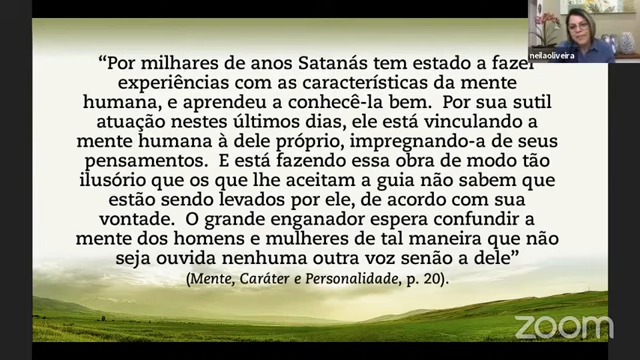 “Por milhares de anos Satanás tem estado a fazer
experiências com as características da mente
humana, e aprendeu a conhecê-la bem. Por sua sutil
atuação nestes últimos dias, ele está vinculando a
mente humana à dele próprio, impregnando-a de seus
pensamentos. E está fazendo essa obra de modo tão
ilusório que os que lhe aceitam a guia não sabem que
estão sendo levados por ele, de acordo com sua
vontade. O grande enganador espera confundir a
mente dos homens e mulheres de tal maneira que não
seja ouvida nenhuma outra voz senão a dele”
(Mente, Caráter e Personalidade, p. 20).
neilaoliveira
zoom